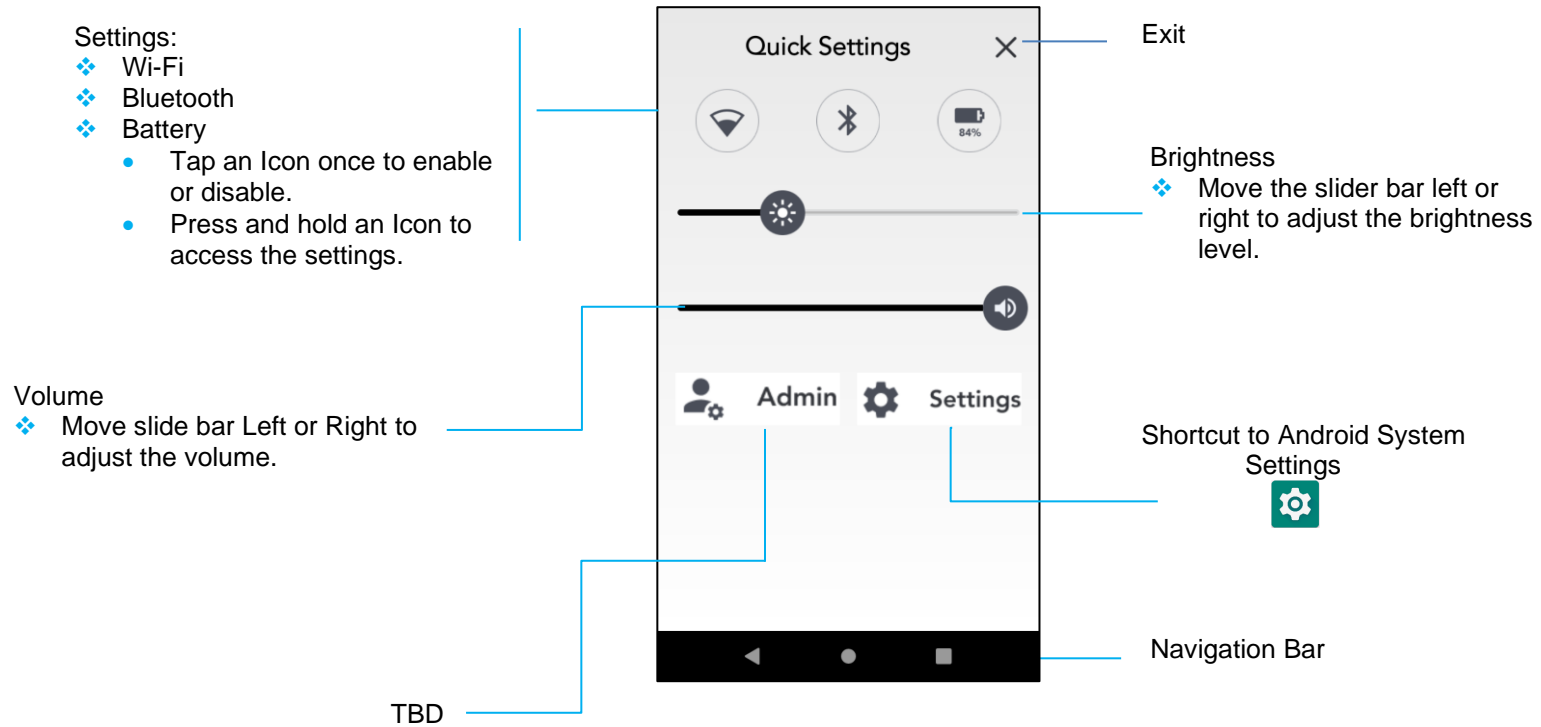 Settings:
❖ Wi-Fi
❖ Bluetooth
❖ Battery
• Tap an Icon once to enable
or disable.
• Press and hold an Icon to
access the settings.
Volume
❖ Move slide bar Left or Right to
adjust the volume.
TBD
Quick Settings
84%
Admin
Settings
Exit
Brightness
❖ Move the slider bar left or
right to adjust the brightness
level.
Shortcut to Android System
Settings
Navigation Bar